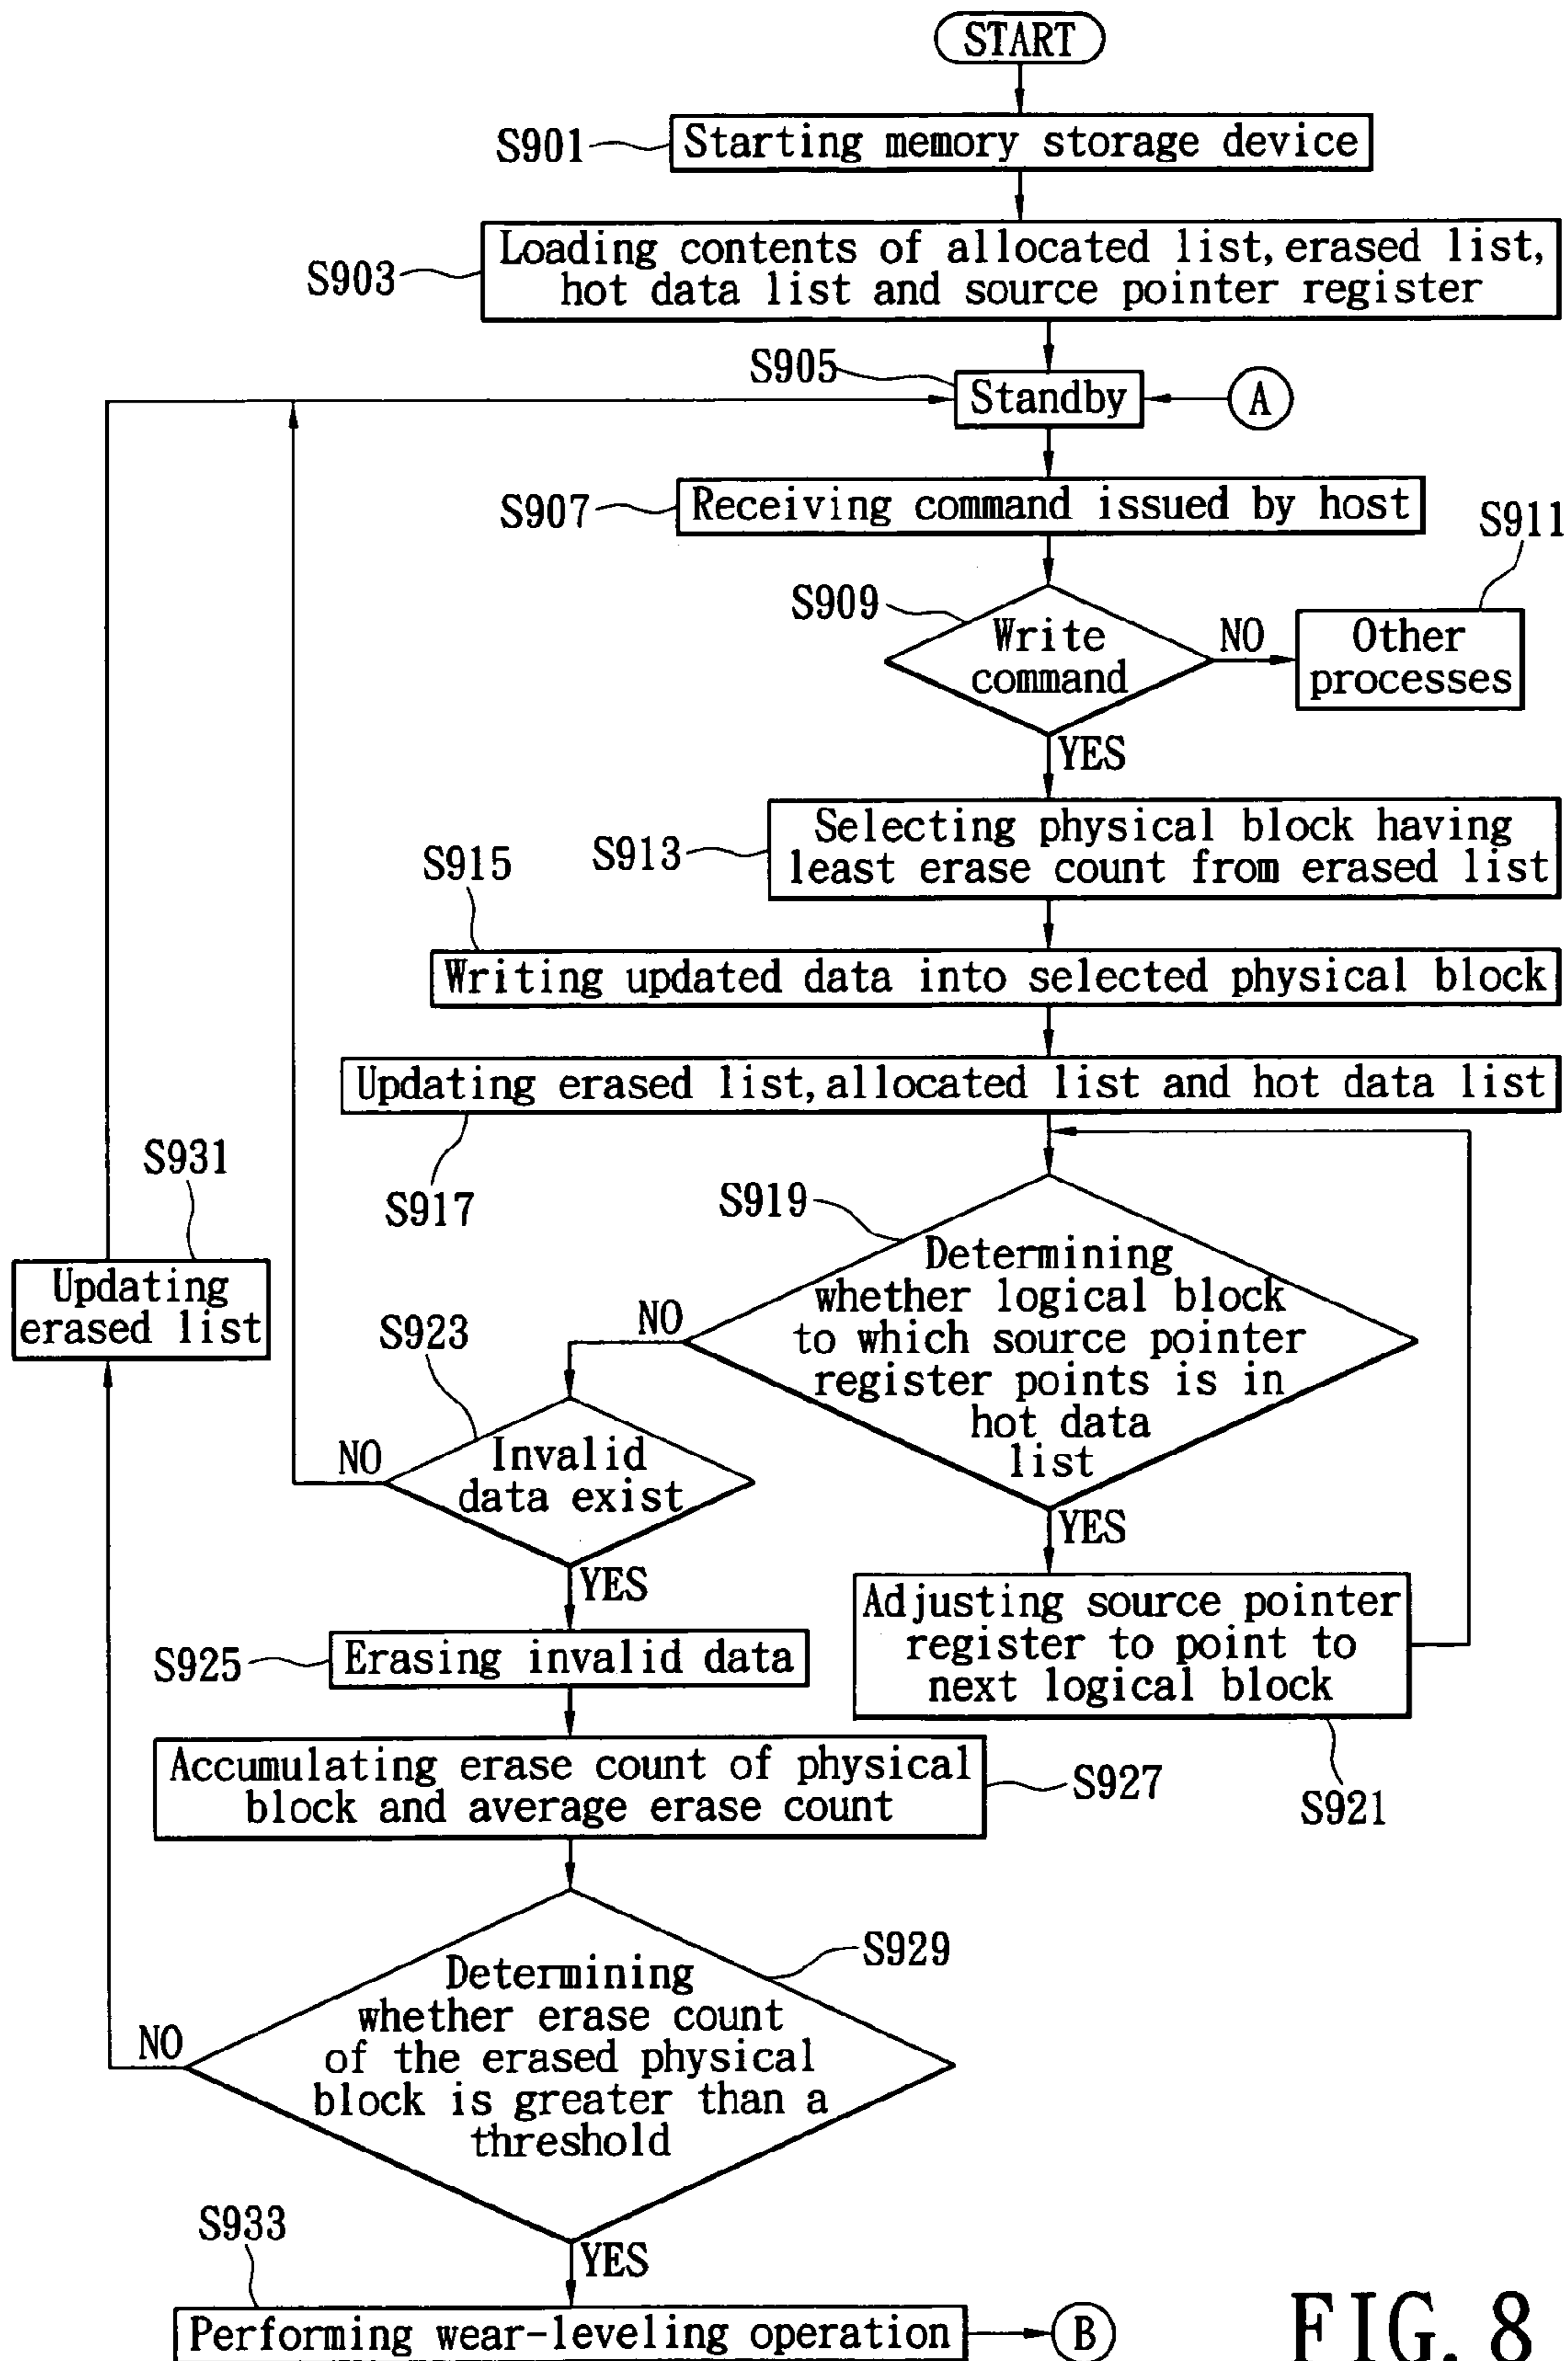 START
S901
Starting memory storage device
S903
Loading contents of allocated list, erased list,
hot data list and source pointer register
S905
Standby
A
S907
Receiving command issued by host
S909
Write
command
NO
S911
Other
processes
YES
S913
Selecting physical block having
least erase count from erased list
S915
Writing updated data into selected physical block
Updating erased list, allocated list and hot data list
S917
S919
Determining
whether logical block
to which source pointer
register points is in
hot data
list
NO
YES
Adjusting source pointer
register to point to
next logical block
S921
S923
Invalid
data exist
NO
YES
S925
Erasing invalid data
Accumulating erase count of physical
block and average erase count
S927
S929
Determining
whether erase count
of the erased physical
block is greater than a
threshold
NO
S931
Updating
erased list
YES
S933
Performing wear-leveling operation
B
FIG. 8